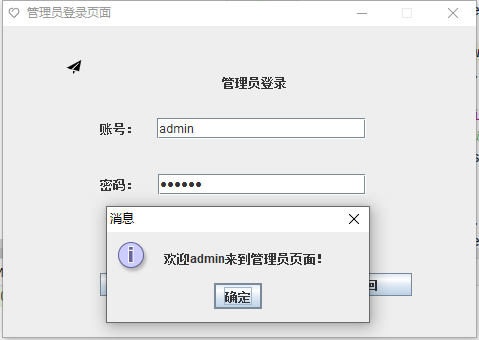 管理员登录页面
管理员登录
账号：
admin
密码：
••••••
消息
欢迎admin来到管理员页面！
确定